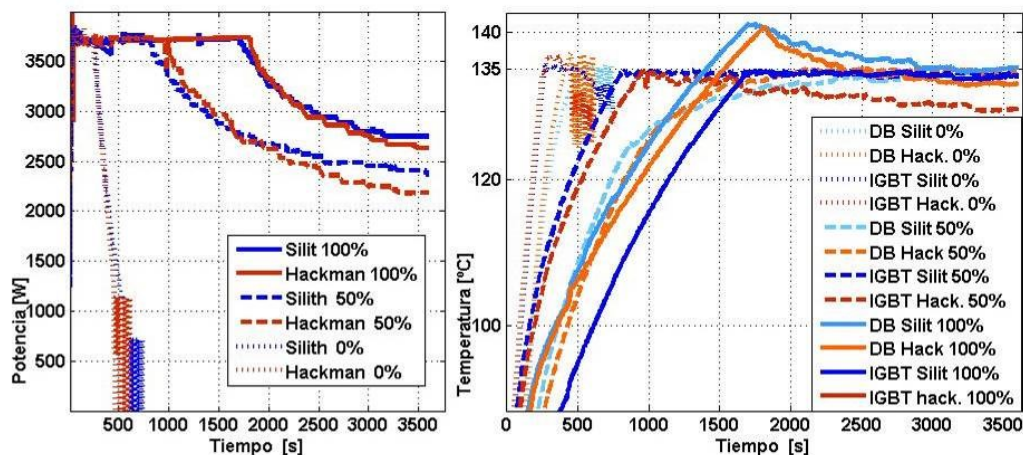 3500
3000
2500
2000
1500
1000
500
Potencia [W]
Silit 100%
Hackman 100%
Silith 50%
Hackman 50%
Silith 0%
Hackman 0%
500 1000 1500 2000 2500 3000 3500
Tiempo [s]
140
135
120
100
Temperatura [ºC]
DB Silit 0%
DB Hack. 0%
IGBT Silit 0%
IGBT Hack. 0%
DB Silit 50%
DB Hack 50%
IGBT Silit 50%
IGBT Hack. 50%
DB Silit 100%
DB Hack 100%
IGBT Silit 100%
IGBT hack. 100%
0 500 1000 1500 2000 2500 3000 3500
Tiempo [s]